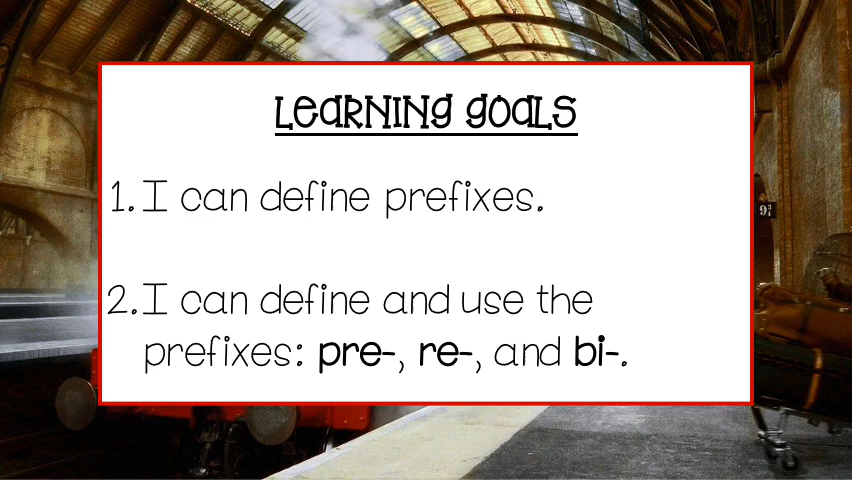 Learning Goals
1. I can define prefixes.
2. I can define and use the
prefixes: pre-, re-, and bi-.
9¾